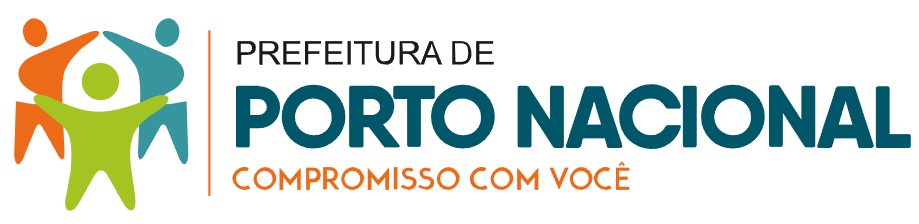 PREFEITURA DE
PORTO NACIONAL
COMPROMISSO COM VOCÊ